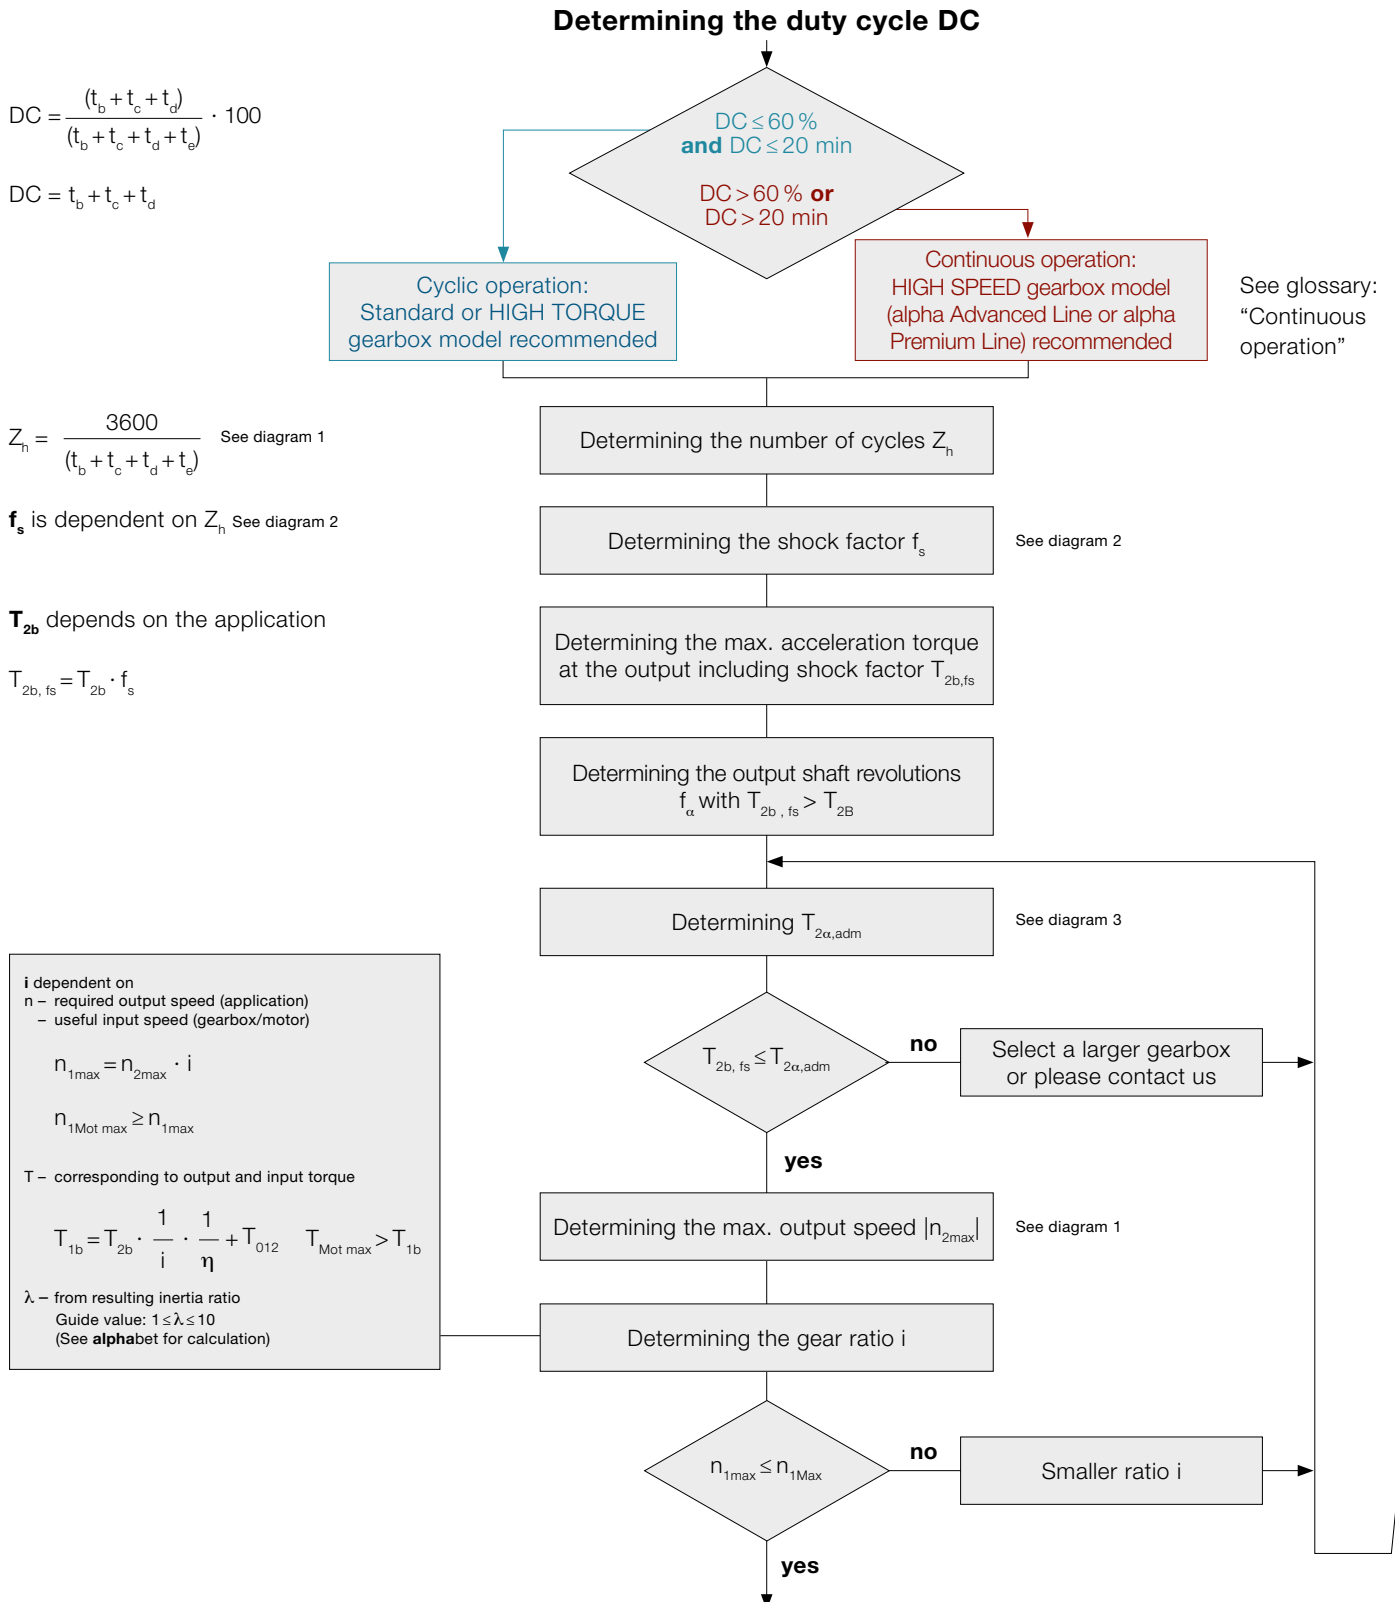 Determining the duty cycle DC
DC = (t_b + t_c + t_d) / (t_b + t_c + t_d + t_e) · 100
DC = t_b + t_c + t_d
DC ≤ 60 %
and DC ≤ 20 min
DC > 60 % or
DC > 20 min
Cyclic operation:
Standard or HIGH TORQUE
gearbox model recommended
Continuous operation:
HIGH SPEED gearbox model
(alpha Advanced Line or alpha
Premium Line) recommended
See glossary:
“Continuous
operation”
Z_h = 3600 / (t_b + t_c + t_d + t_e) See diagram 1
Determining the number of cycles Z_h
f_s is dependent on Z_h See diagram 2
Determining the shock factor f_s
See diagram 2
T_2b depends on the application
T_2b, fs = T_2b · f_s
Determining the max. acceleration torque
at the output including shock factor T_2b,fs
Determining the output shaft revolutions
f_α with T_2b , fs > T_2B
Determining T_2α,adm
See diagram 3
i dependent on
n – required output speed (application)
– useful input speed (gearbox/motor)
n_1max = n_2max · i
n_1Mot max ≥ n_1max
T – corresponding to output and input torque
T_1b = T_2b · 1/i · 1/η + T_012 T_Mot max > T_1b
λ – from resulting inertia ratio
Guide value: 1 ≤ λ ≤ 10
(See alphabet for calculation)
T_2b, fs ≤ T_2α,adm
no
Select a larger gearbox
or please contact us
yes
Determining the max. output speed |n_2max|
See diagram 1
Determining the gear ratio i
n_1max ≤ n_1Max
no
Smaller ratio i
yes